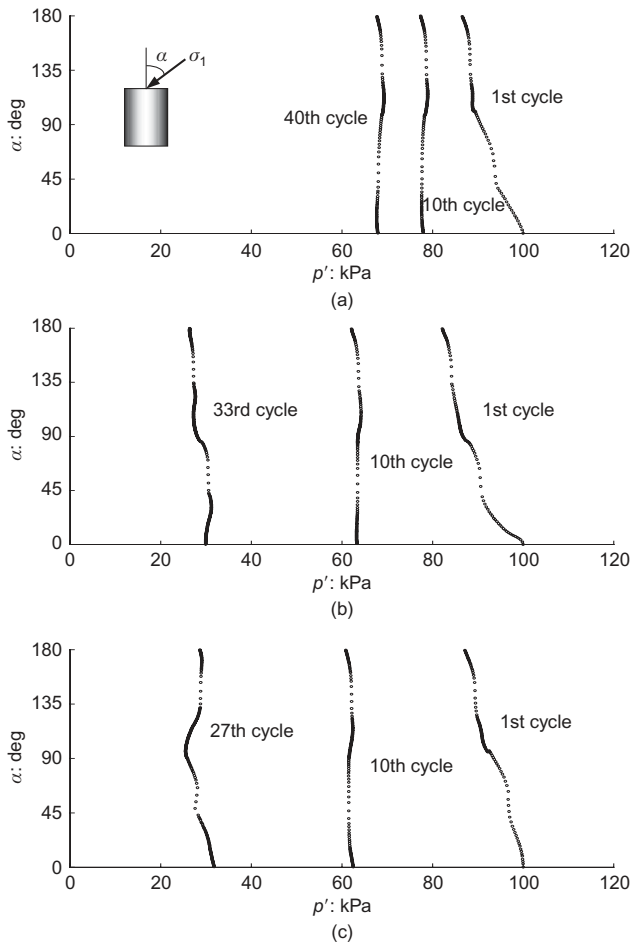 180
135
90
45
0
α: deg
α
σ1
40th cycle
1st cycle
10th cycle
0 20 40 60 80 100 120
p′: kPa
(a)
180
135
90
45
0
α: deg
33rd cycle
1st cycle
10th cycle
0 20 40 60 80 100 120
p′: kPa
(b)
180
135
90
45
0
α: deg
27th cycle
1st cycle
10th cycle
0 20 40 60 80 100 120
p′: kPa
(c)